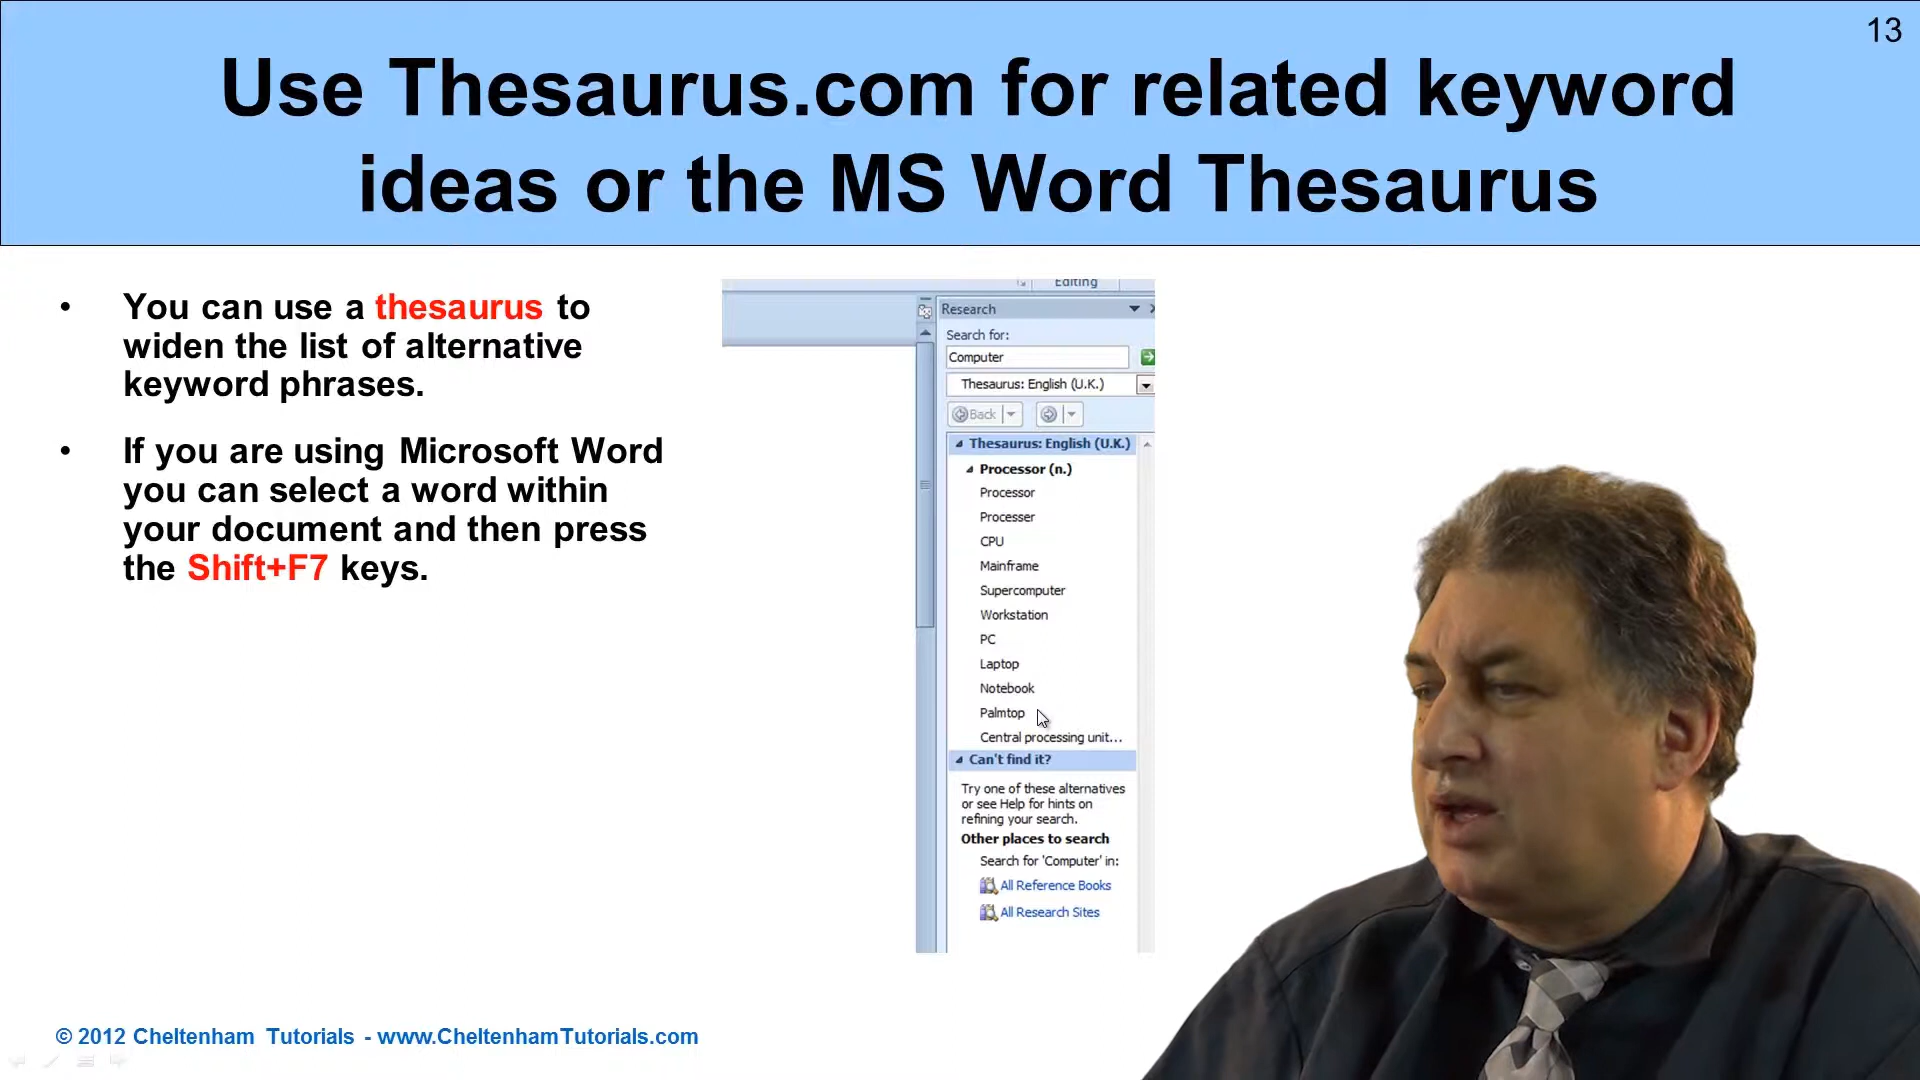 13
Use Thesaurus.com for related keyword
ideas or the MS Word Thesaurus
• You can use a thesaurus to
widen the list of alternative
keyword phrases.
• If you are using Microsoft Word
you can select a word within
your document and then press
the Shift+F7 keys.
Editing
Research
Search for:
Computer
Thesaurus: English (U.K.)
Back
Thesaurus: English (U.K.)
Processor (n.)
Processor
Processer
CPU
Mainframe
Supercomputer
Workstation
PC
Laptop
Notebook
Palmtop
Central processing unit...
Can't find it?
Try one of these alternatives
or see Help for hints on
refining your search.
Other places to search
Search for 'Computer' in:
All Reference Books
All Research Sites
© 2012 Cheltenham Tutorials - www.CheltenhamTutorials.com